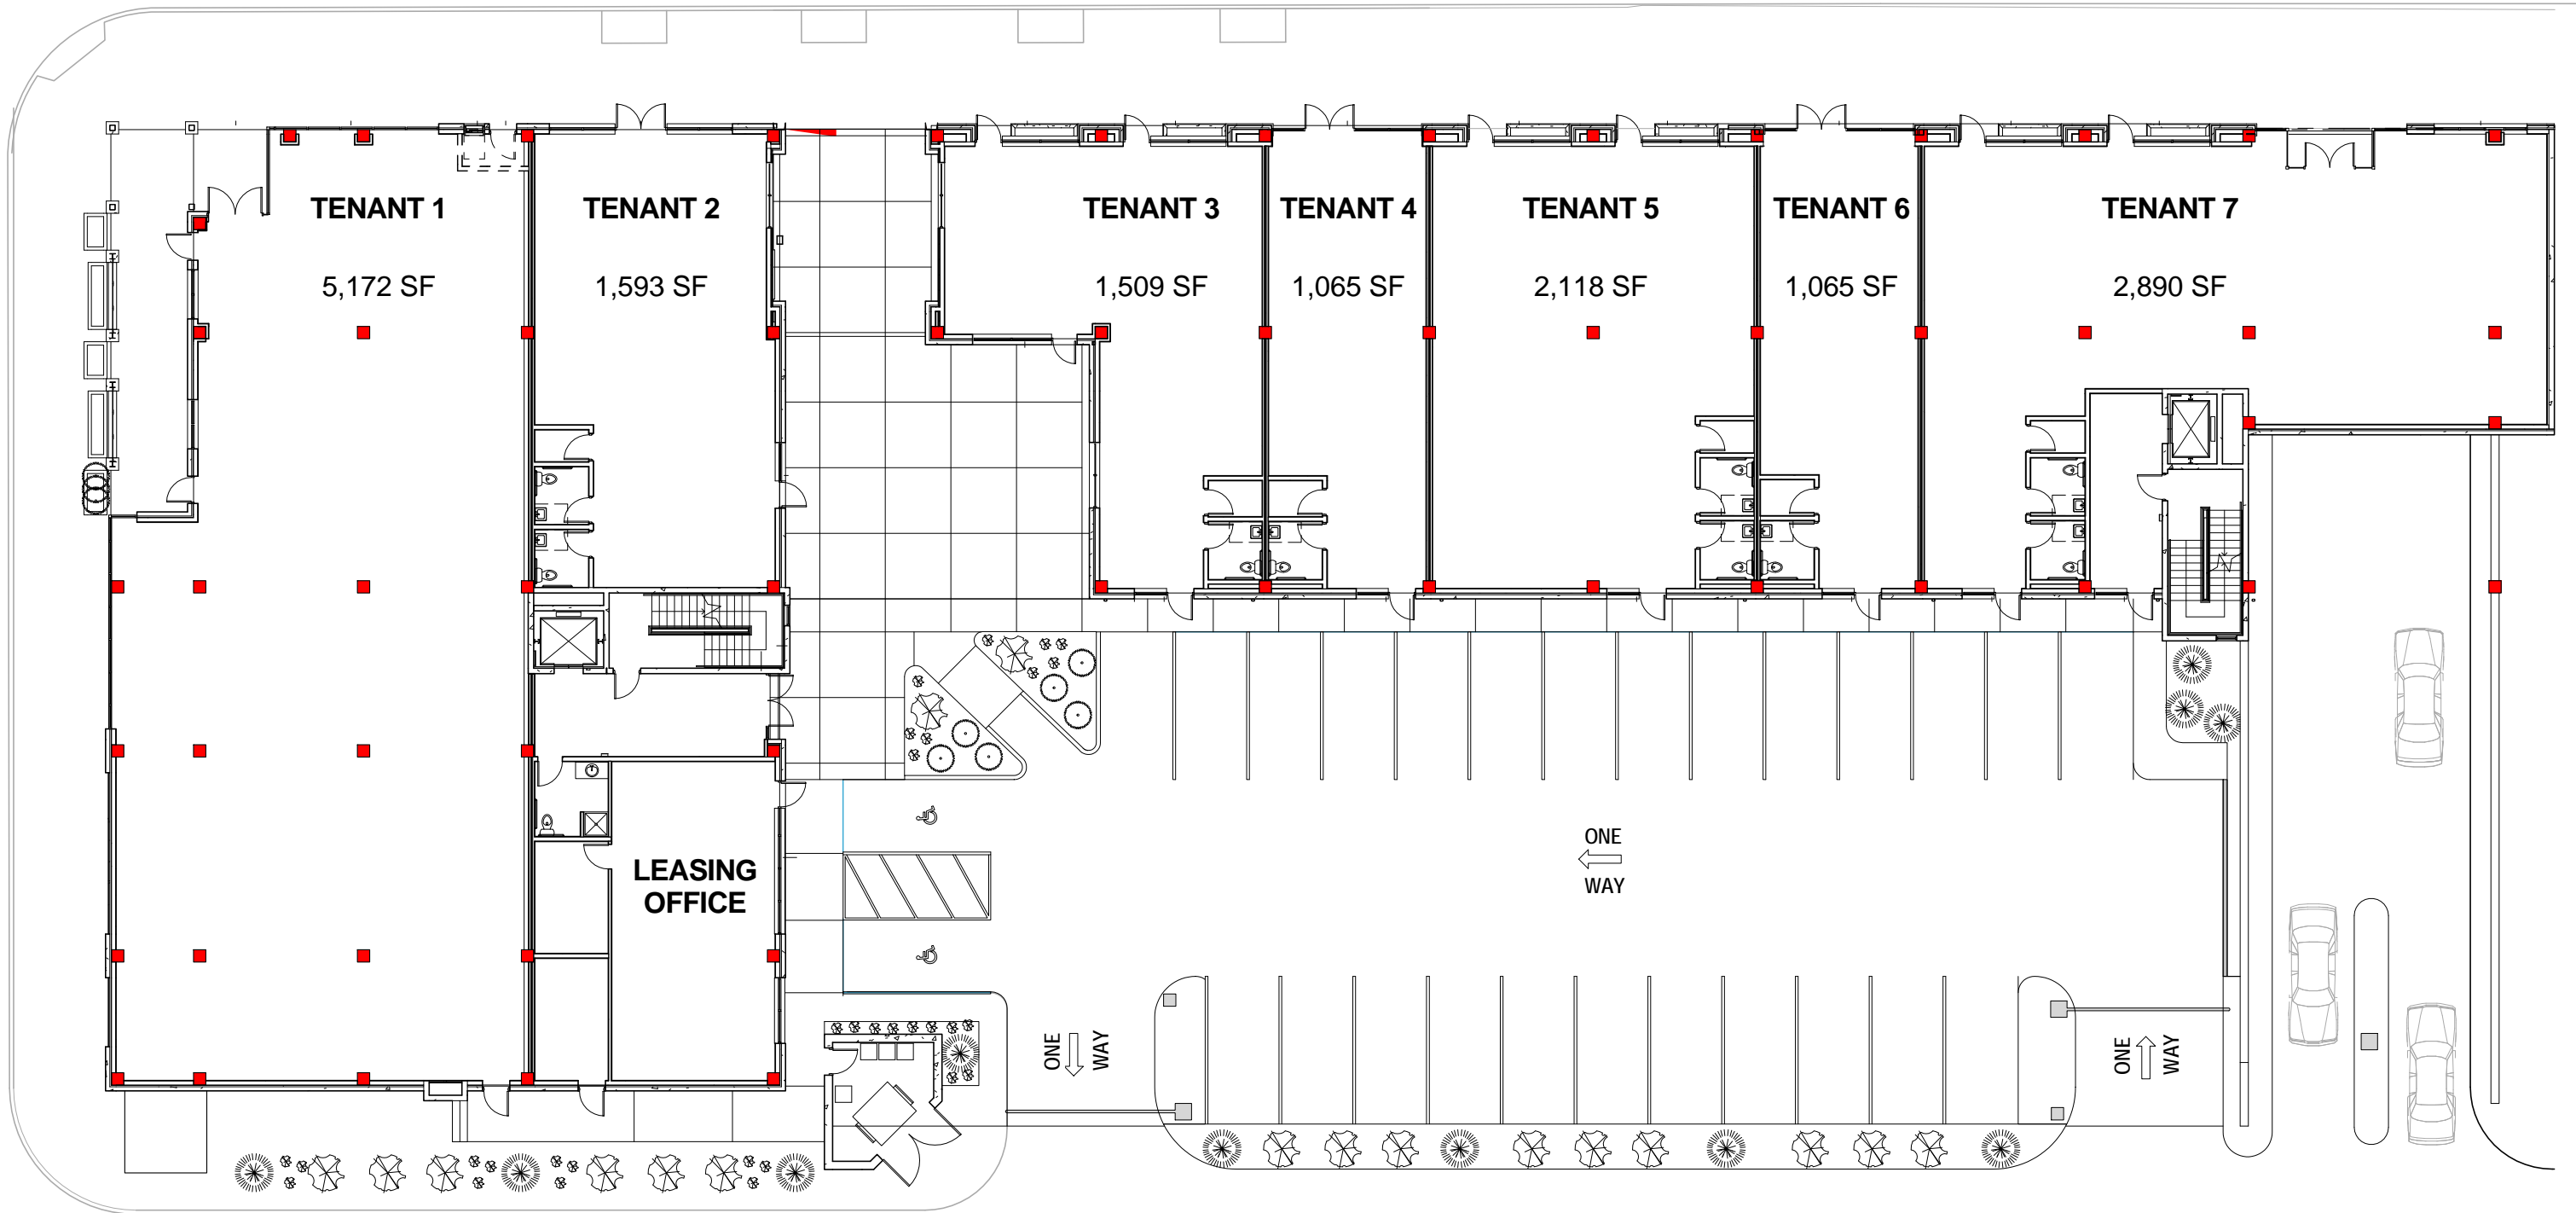 TENANT 1
5,172 SF
TENANT 2
1,593 SF
TENANT 3
1,509 SF
TENANT 4
1,065 SF
TENANT 5
2,118 SF
TENANT 6
1,065 SF
TENANT 7
2,890 SF
LEASING
OFFICE
ONE
WAY
ONE
WAY
ONE
WAY